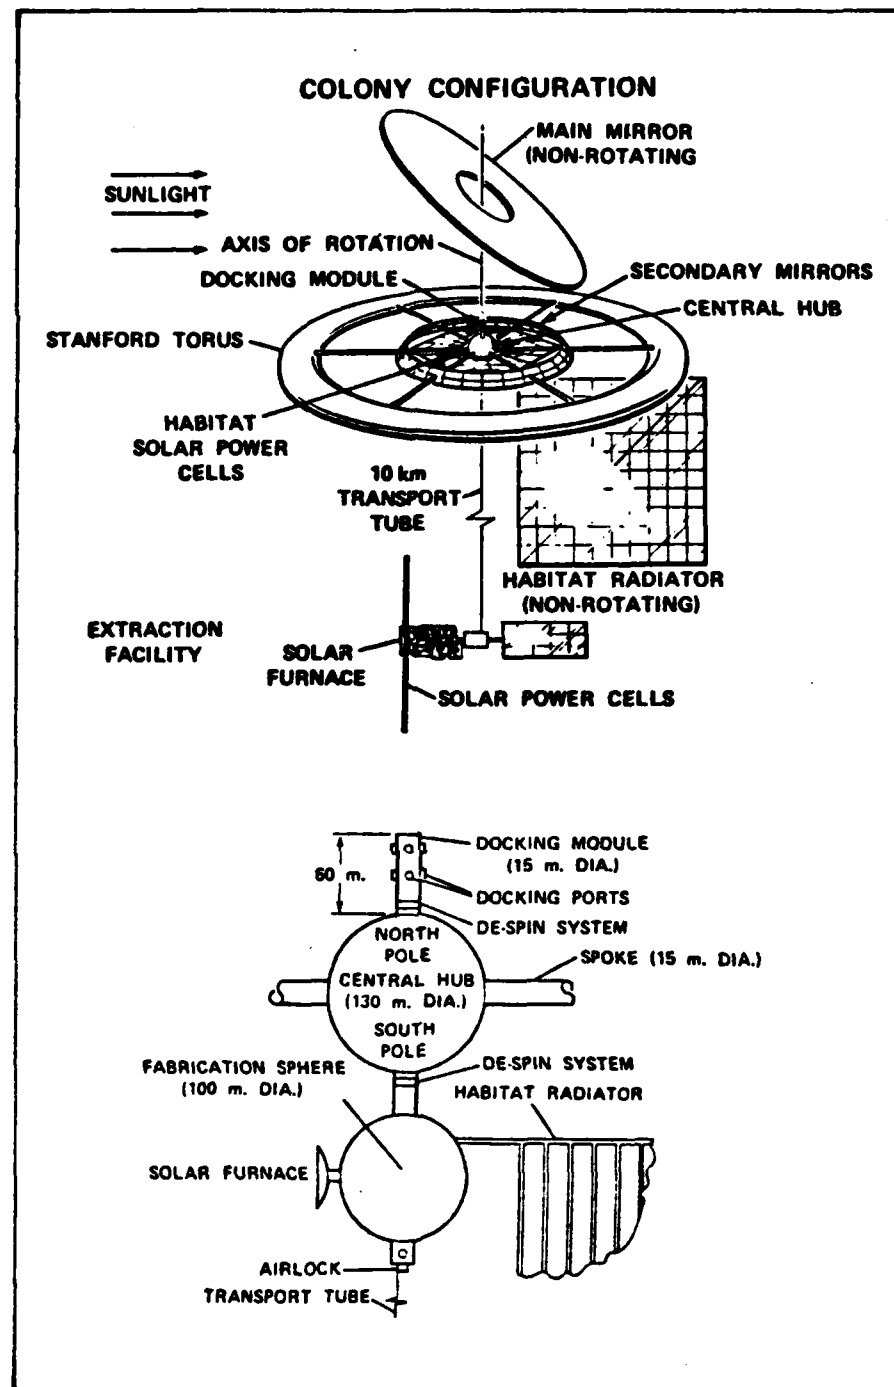 COLONY CONFIGURATION
MAIN MIRROR
(NON-ROTATING
SUNLIGHT
AXIS OF ROTATION
DOCKING MODULE
SECONDARY MIRRORS
CENTRAL HUB
STANFORD TORUS
HABITAT
SOLAR POWER
CELLS
10 km
TRANSPORT
TUBE
HABITAT RADIATOR
(NON-ROTATING)
EXTRACTION
FACILITY
SOLAR
FURNACE
SOLAR POWER CELLS
DOCKING MODULE
(15 m. DIA.)
60 m.
DOCKING PORTS
DE-SPIN SYSTEM
NORTH
POLE
SPOKE (15 m. DIA.)
CENTRAL HUB
(130 m. DIA.)
SOUTH
POLE
FABRICATION SPHERE
(100 m. DIA.)
DE-SPIN SYSTEM
HABITAT RADIATOR
SOLAR FURNACE
AIRLOCK
TRANSPORT TUBE